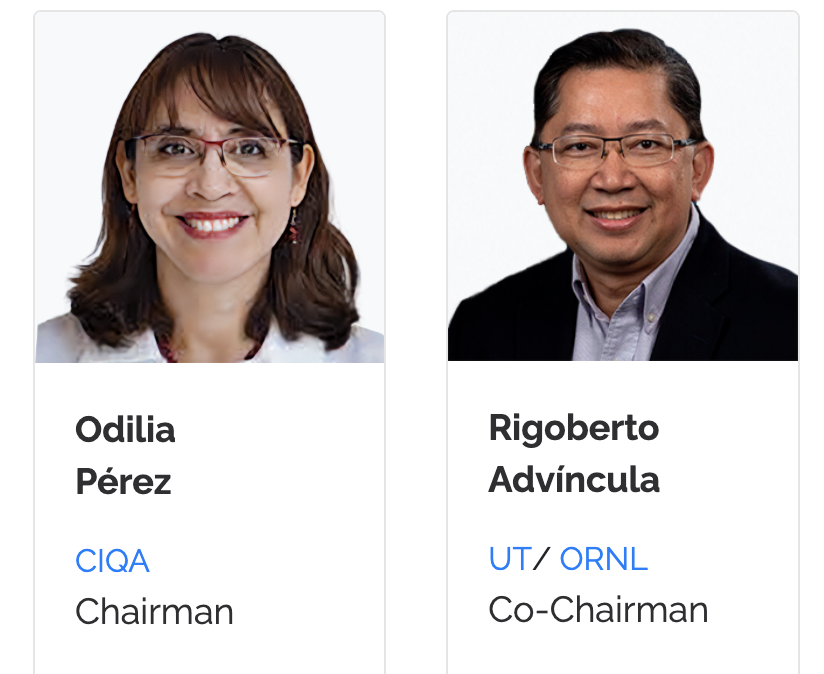 Odilia
Pérez
CIQA
Chairman
Rigoberto
Advíncula
UT/ ORNL
Co-Chairman